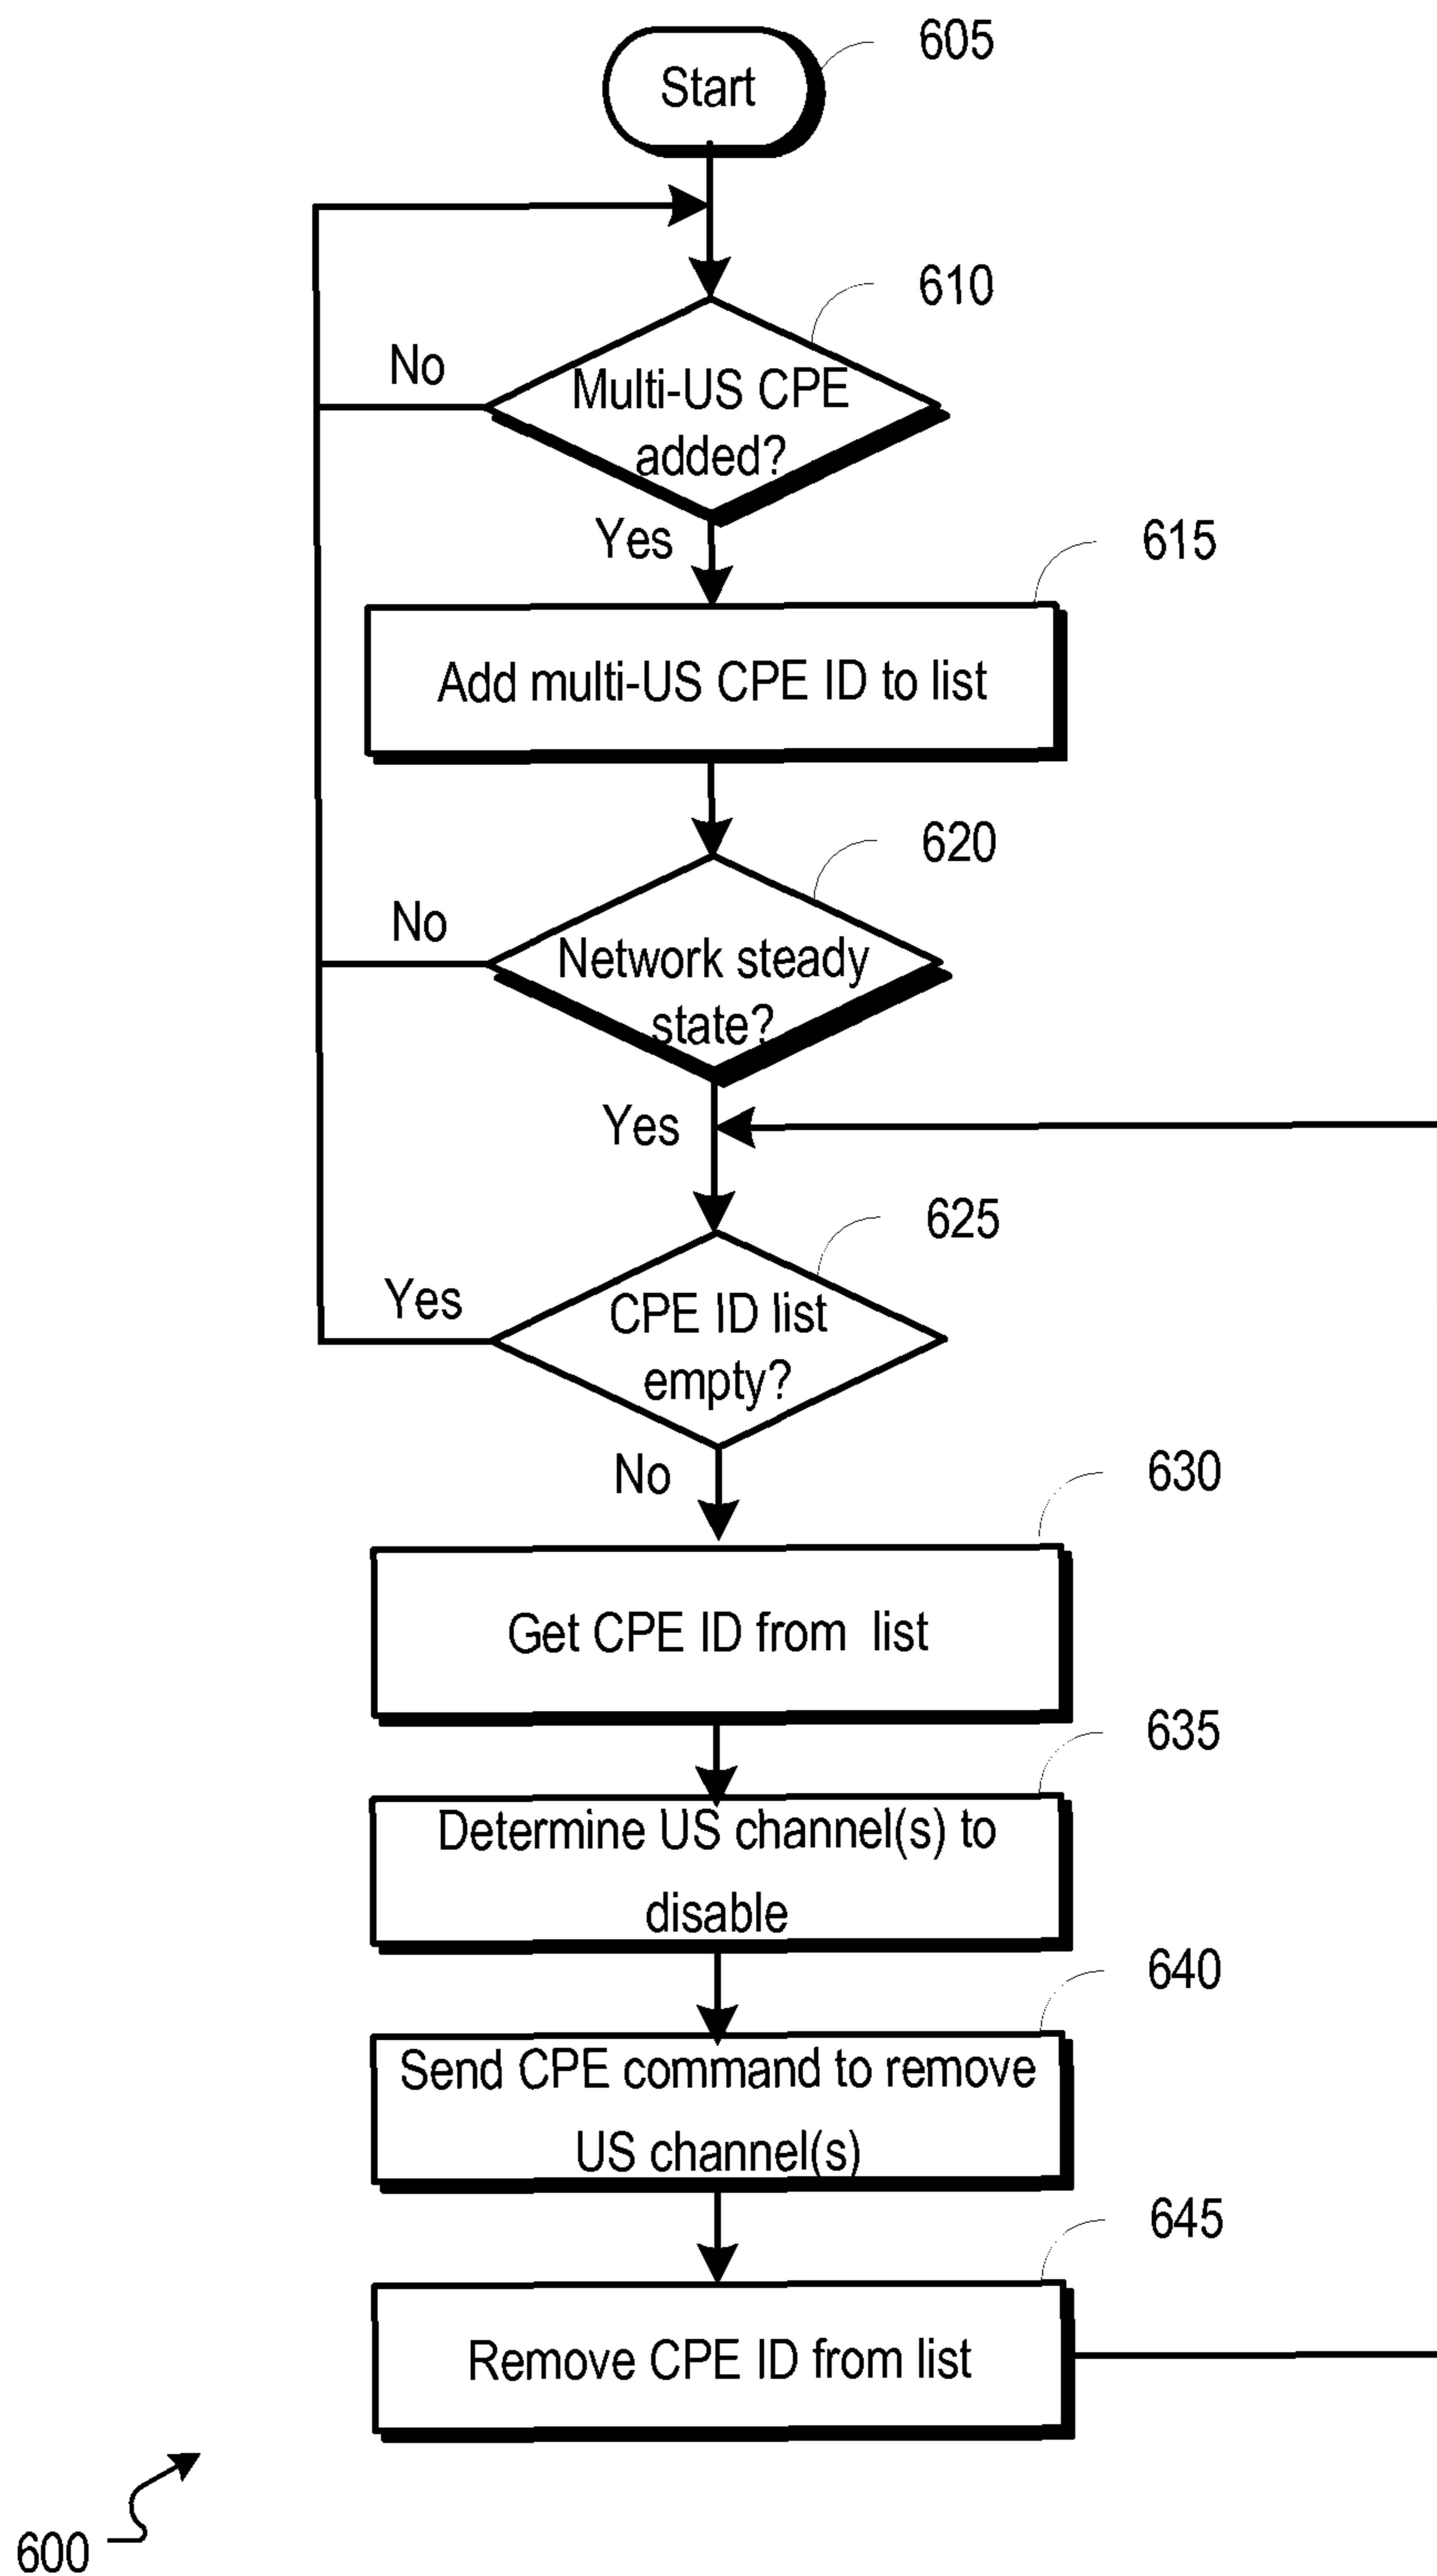 605
Start
610
No
Multi-US CPE
added?
Yes
615
Add multi-US CPE ID to list
620
No
Network steady
state?
Yes
625
Yes
CPE ID list
empty?
No
630
Get CPE ID from list
635
Determine US channel(s) to
disable
640
Send CPE command to remove
US channel(s)
645
Remove CPE ID from list
600